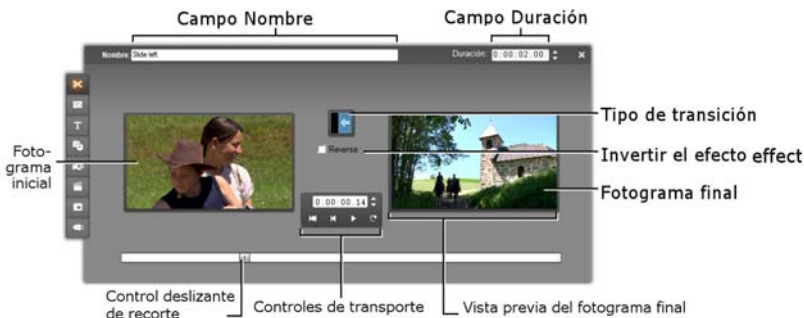 Campo Nombre
Campo Duración
Nombre: Slide left
Duración: 0:00:02.00
Tipo de transición
Reverse
Invertir el efecto effect
Foto-
grama
inicial
Fotograma final
0:00:00.14
T
Control deslizante
de recorte
Controles de transporte
Vista previa del fotograma final